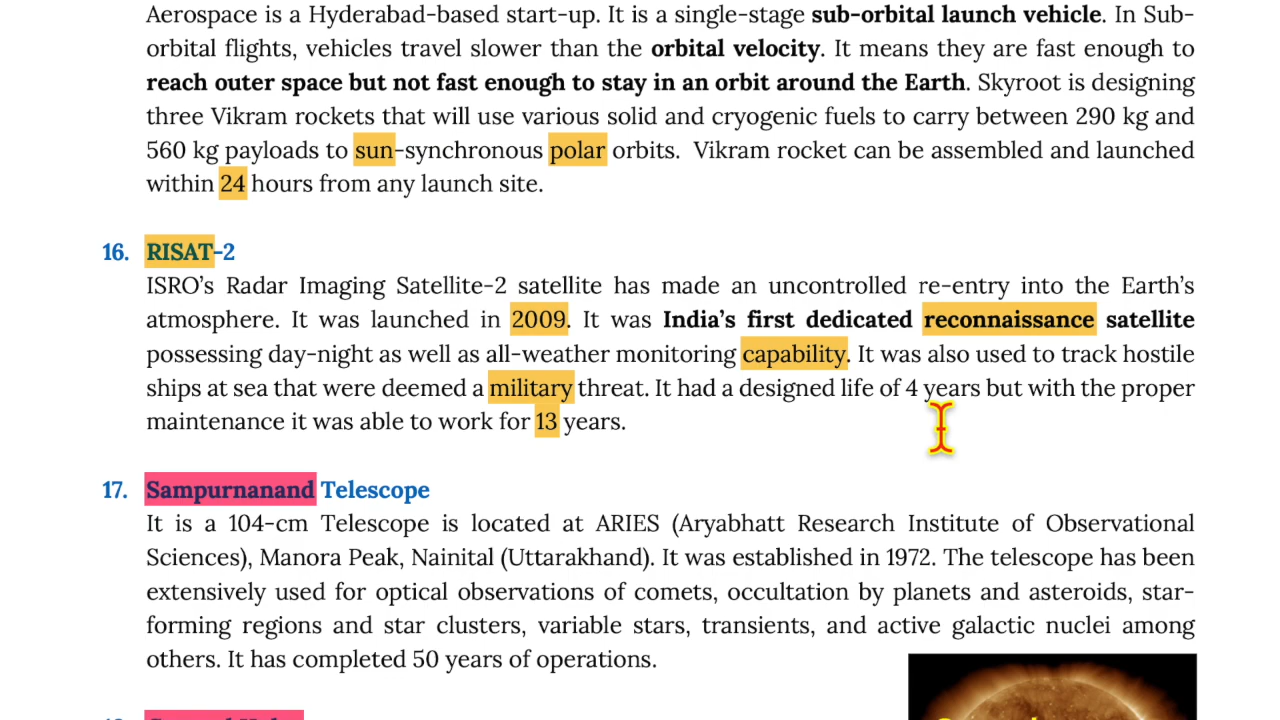 Aerospace is a Hyderabad-based start-up. It is a single-stage sub-orbital launch vehicle. In Sub-
orbital flights, vehicles travel slower than the orbital velocity. It means they are fast enough to
reach outer space but not fast enough to stay in an orbit around the Earth. Skyroot is designing
three Vikram rockets that will use various solid and cryogenic fuels to carry between 290 kg and
560 kg payloads to sun-synchronous polar orbits. Vikram rocket can be assembled and launched
within 24 hours from any launch site.
16. RISAT-2
ISRO's Radar Imaging Satellite-2 satellite has made an uncontrolled re-entry into the Earth's
atmosphere. It was launched in 2009. It was India's first dedicated reconnaissance satellite
possessing day-night as well as all-weather monitoring capability. It was also used to track hostile
ships at sea that were deemed a military threat. It had a designed life of 4 years but with the proper
maintenance it was able to work for 13 years.
17. Sampurnanand Telescope
It is a 104-cm Telescope is located at ARIES (Aryabhatt Research Institute of Observational
Sciences), Manora Peak, Nainital (Uttarakhand). It was established in 1972. The telescope has been
extensively used for optical observations of comets, occultation by planets and asteroids, star-
forming regions and star clusters, variable stars, transients, and active galactic nuclei among
others. It has completed 50 years of operations.